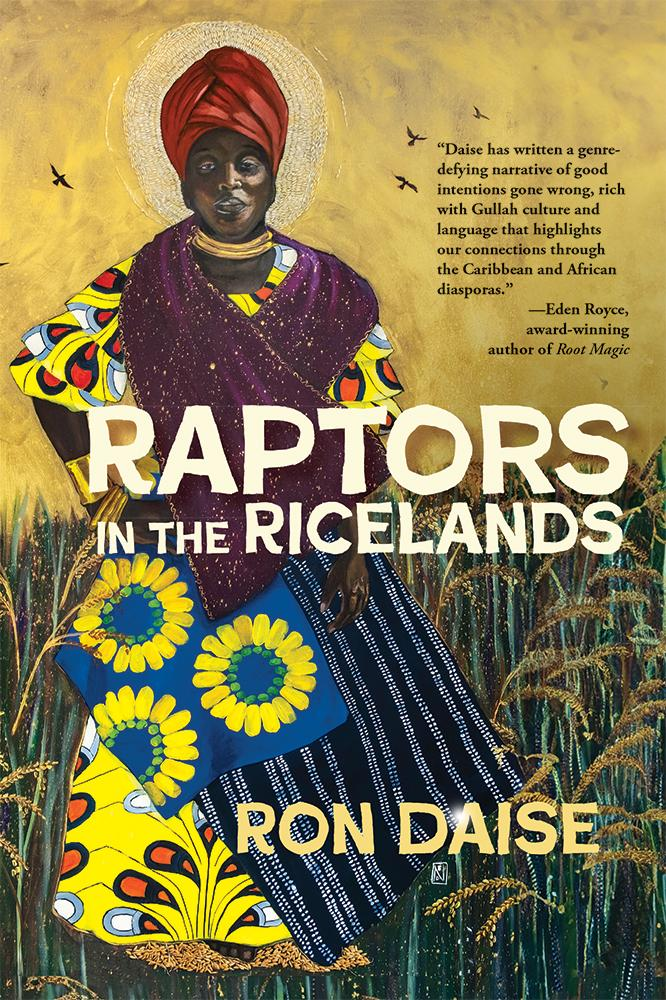 “Daise has written a genre-
defying narrative of good
intentions gone wrong, rich
with Gullah culture and
language that highlights
our connections through
the Caribbean and African
diasporas.”
—Eden Royce,
award-winning
author of Root Magic
RAPTORS
IN THE RICELANDS
RON DAISE